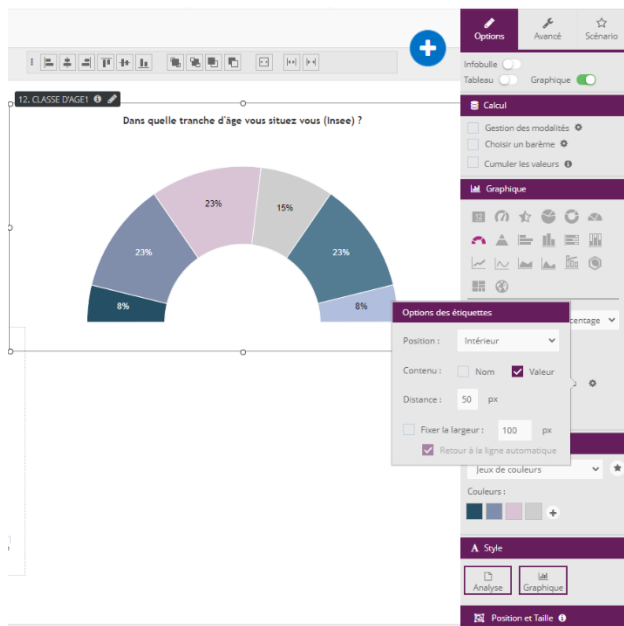 Options Avancé Scénario
Infobulle
Tableau Graphique
12. CLASSE D'AGE1
Calcul
Dans quelle tranche d'âge vous situez vous (Insee) ?
Gestion des modalités
Choisir un barème
Cumuler les valeurs
Graphique
23%
15%
23%
23%
8%
8%
Options des étiquettes
centage
Position : Intérieur
Contenu : Nom Valeur
Distance : 50 px
Fixer la largeur : 100 px
Retour à la ligne automatique
Jeux de couleurs
Couleurs :
A Style
Analyse Graphique
Position et Taille